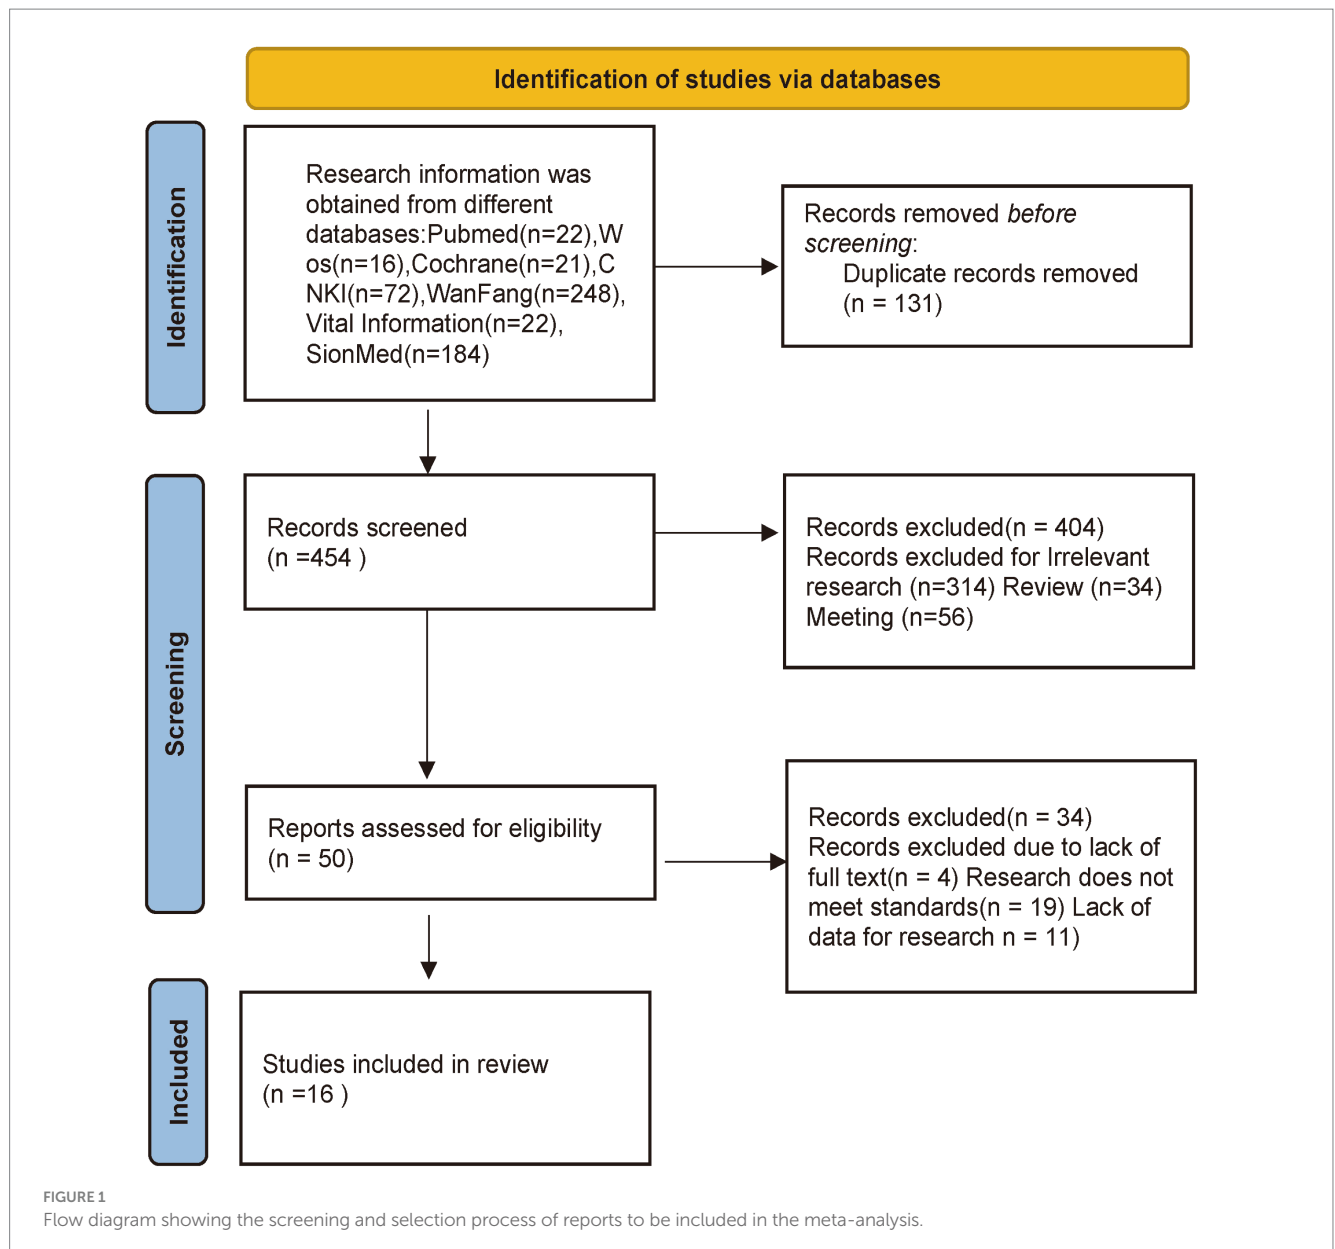 Identification of studies via databases
Identification
Research information was
obtained from different
databases:Pubmed(n=22),W
os(n=16),Cochrane(n=21),C
NKI(n=72),WanFang(n=248),
Vital Information(n=22),
SionMed(n=184)
Records removed before
screening:
Duplicate records removed
(n = 131)
Screening
Records screened
(n =454 )
Records excluded(n = 404)
Records excluded for Irrelevant
research (n=314) Review (n=34)
Meeting (n=56)
Reports assessed for eligibility
(n = 50)
Records excluded(n = 34)
Records excluded due to lack of
full text(n = 4) Research does not
meet standards(n = 19) Lack of
data for research n = 11)
Included
Studies included in review
(n =16 )
FIGURE 1
Flow diagram showing the screening and selection process of reports to be included in the meta-analysis.